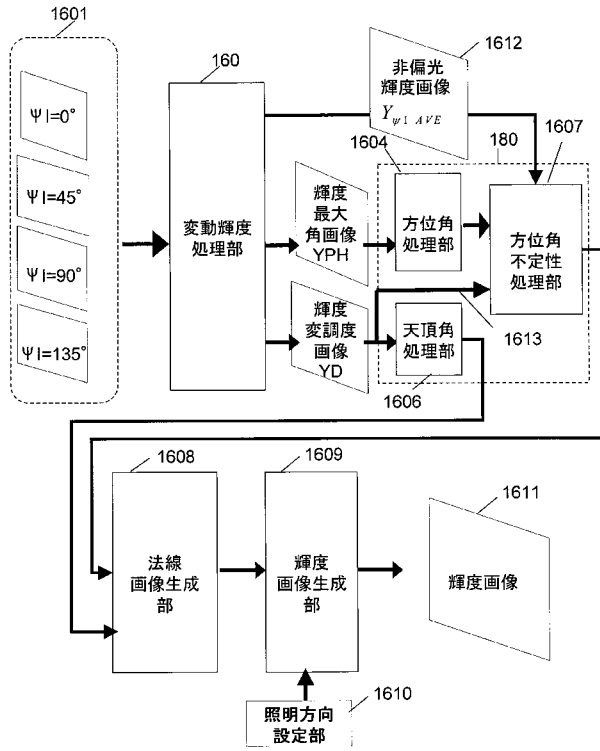 1601
ΨI=0°
ΨI=45°
ΨI=90°
ΨI=135°
160
変動輝度
処理部
1612
非偏光
輝度画像
Yψ1 AVE
輝度
最大
角画像
YPH
1604
方位角
処理部
180
1607
方位角
不定性
処理部
輝度
変調度
画像
YD
天頂角
処理部
1606
1613
1608
法線
画像生成
部
1609
輝度
画像生成
部
1611
輝度画像
1610
照明方向
設定部